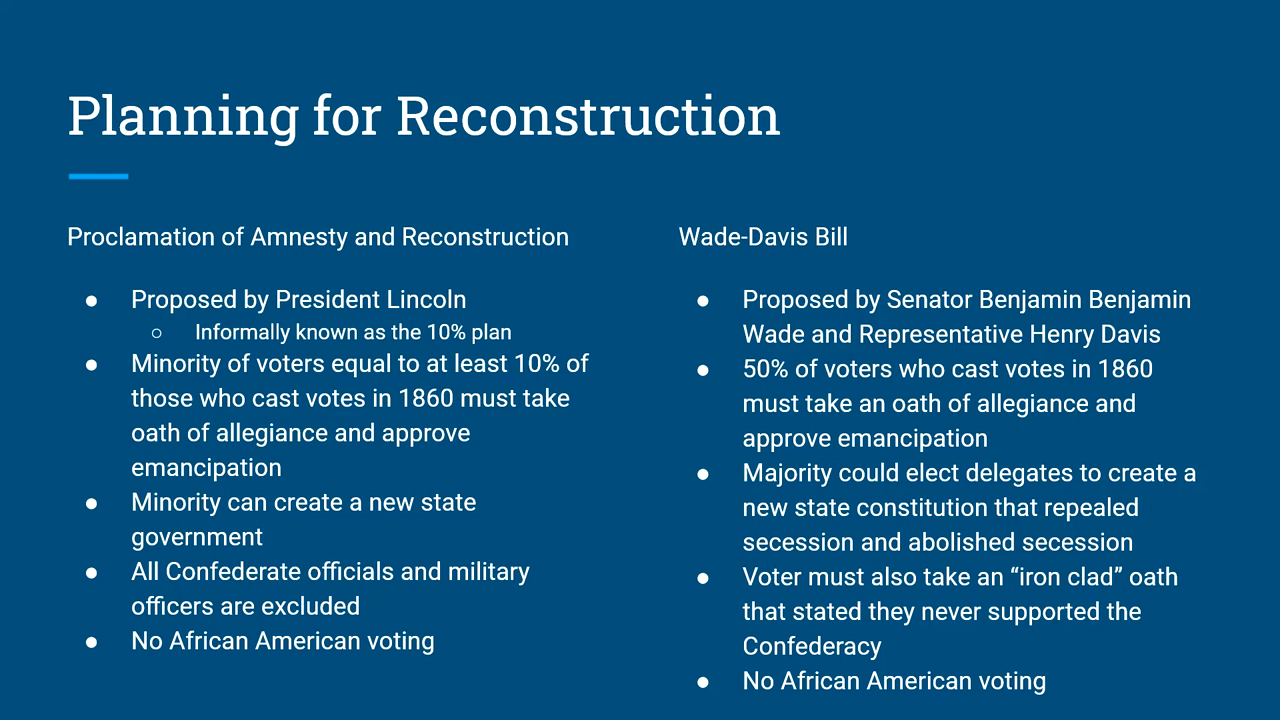 Planning for Reconstruction
Proclamation of Amnesty and Reconstruction
● Proposed by President Lincoln
○ Informally known as the 10% plan
● Minority of voters equal to at least 10% of
those who cast votes in 1860 must take
oath of allegiance and approve
emancipation
● Minority can create a new state
government
● All Confederate officials and military
officers are excluded
● No African American voting
Wade-Davis Bill
● Proposed by Senator Benjamin Benjamin
Wade and Representative Henry Davis
● 50% of voters who cast votes in 1860
must take an oath of allegiance and
approve emancipation
● Majority could elect delegates to create a
new state constitution that repealed
secession and abolished secession
● Voter must also take an “iron clad” oath
that stated they never supported the
Confederacy
● No African American voting